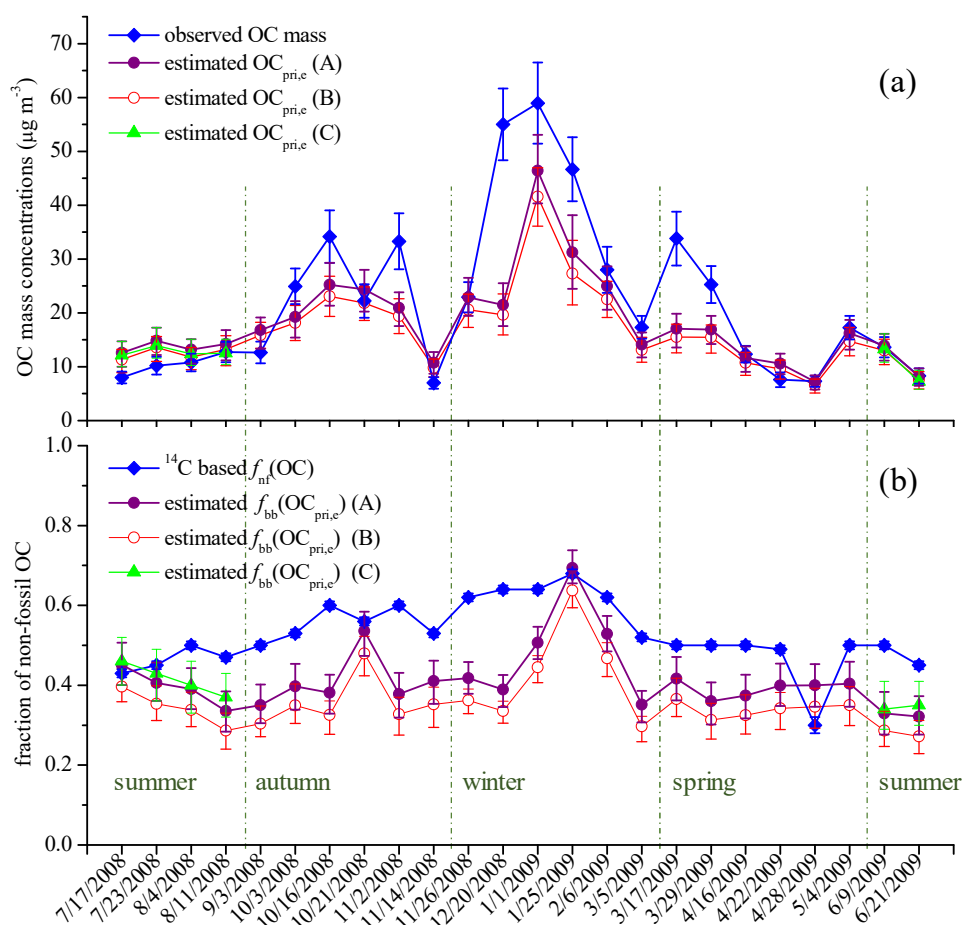 70
60
50
40
30
20
10
0
OC mass concentrations (μg m⁻³)
observed OC mass
estimated OCpri,e (A)
estimated OCpri,e (B)
estimated OCpri,e (C)
(a)
1.0
0.8
0.6
0.4
0.2
0.0
fraction of non-fossil OC
¹⁴C based fnf(OC)
estimated fbb(OCpri,e) (A)
estimated fbb(OCpri,e) (B)
estimated fbb(OCpri,e) (C)
(b)
summer autumn winter spring summer
7/17/2008
7/23/2008
8/4/2008
8/11/2008
9/3/2008
10/3/2008
10/16/2008
10/21/2008
11/2/2008
11/14/2008
11/26/2008
12/20/2008
1/1/2009
1/25/2009
2/6/2009
3/5/2009
3/17/2009
3/29/2009
4/16/2009
4/22/2009
4/28/2009
5/4/2009
6/9/2009
6/21/2009